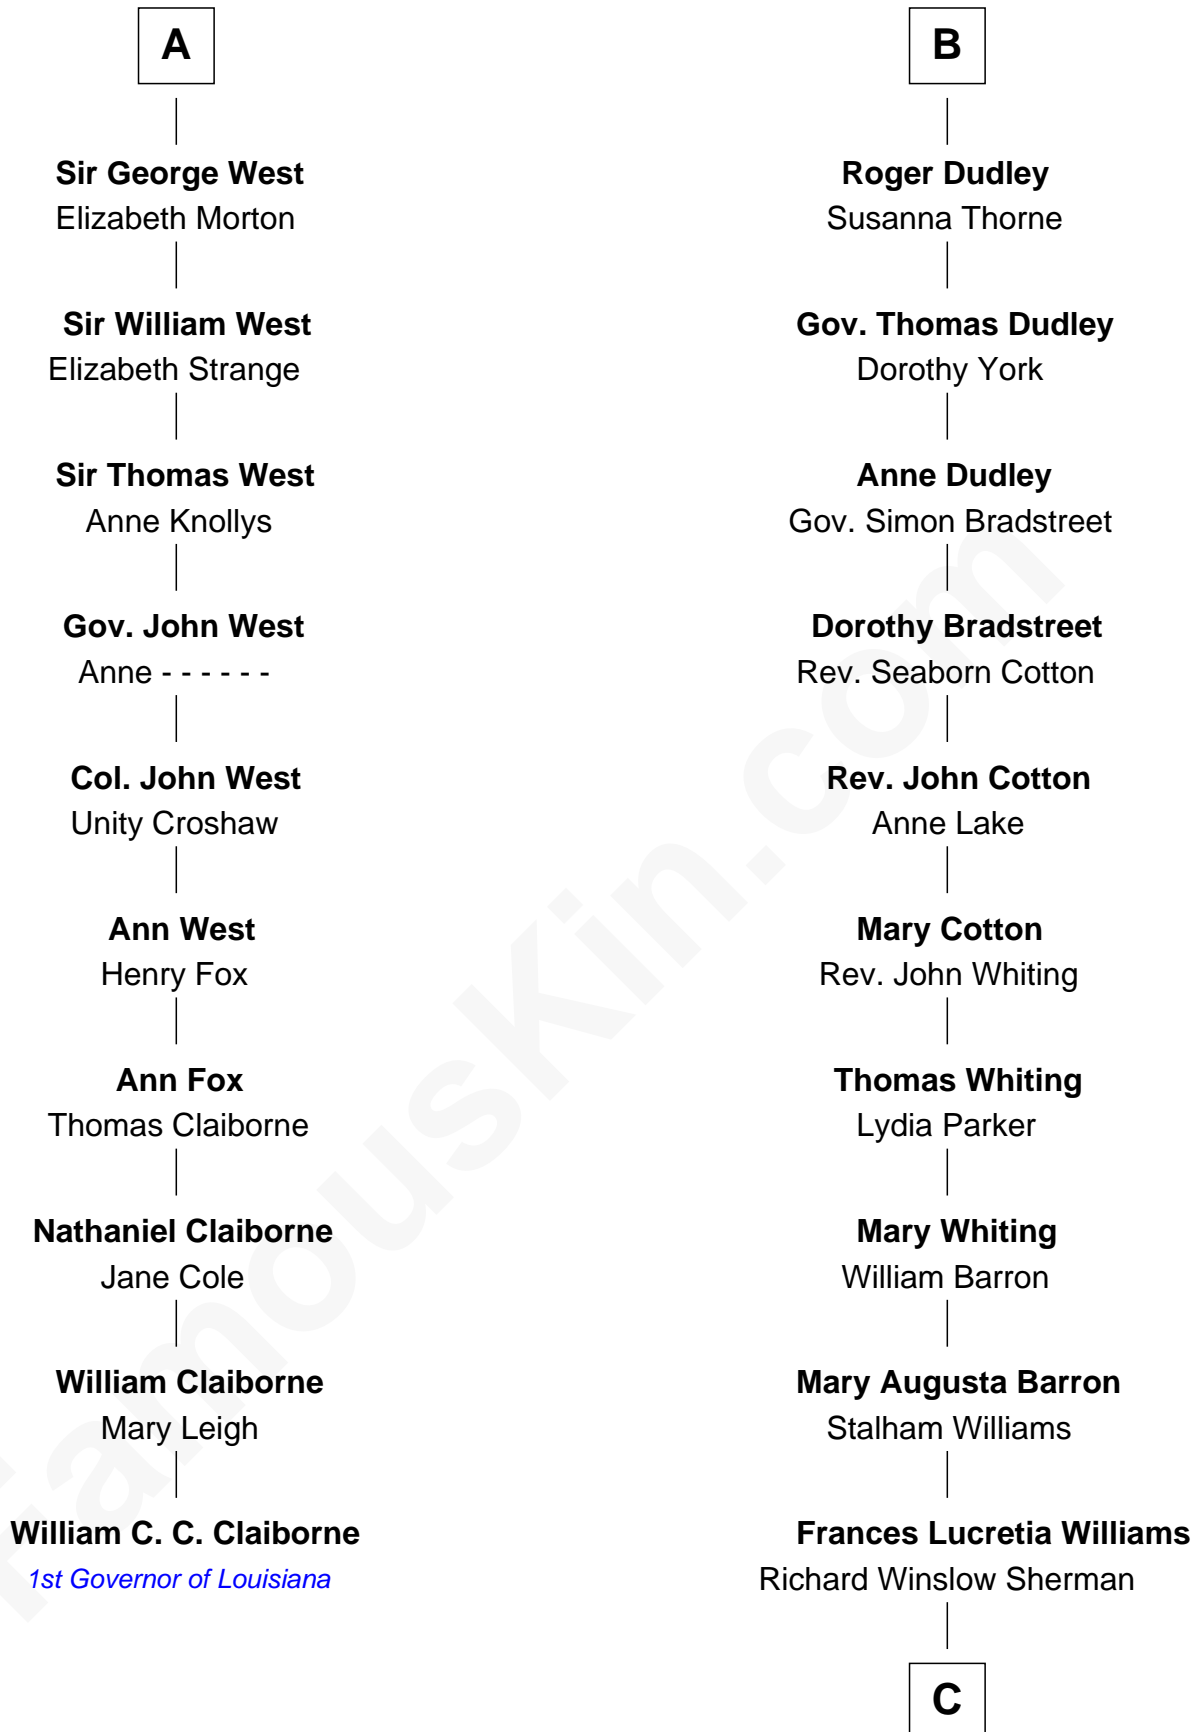 A
Sir George West
Elizabeth Morton
Sir William West
Elizabeth Strange
Sir Thomas West
Anne Knollys
Gov. John West
Anne - - - - - -
Col. John West
Unity Croshaw
Ann West
Henry Fox
Ann Fox
Thomas Claiborne
Nathaniel Claiborne
Jane Cole
William Claiborne
Mary Leigh
William C. C. Claiborne
1st Governor of Louisiana
B
Roger Dudley
Susanna Thorne
Gov. Thomas Dudley
Dorothy York
Anne Dudley
Gov. Simon Bradstreet
Dorothy Bradstreet
Rev. Seaborn Cotton
Rev. John Cotton
Anne Lake
Mary Cotton
Rev. John Whiting
Thomas Whiting
Lydia Parker
Mary Whiting
William Barron
Mary Augusta Barron
Stalham Williams
Frances Lucretia Williams
Richard Winslow Sherman
C
FamousKin.com